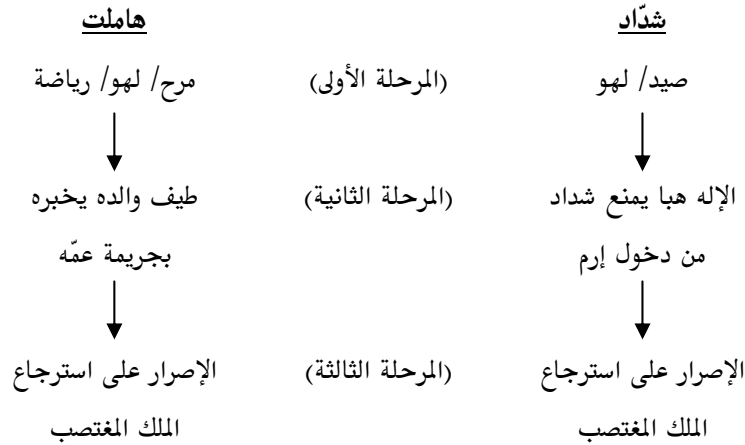 شدّاد هاملت
صيد/ لهو (المرحلة الأولى) مرح/ لهو/ رياضة
الإله هبا يمنع شداد (المرحلة الثانية) طيف والده يخبره
من دخول إرم بجريمة عمّه
الإصرار على استرجاع (المرحلة الثالثة) الإصرار على استرجاع
الملك المغتصب الملك المغتصب